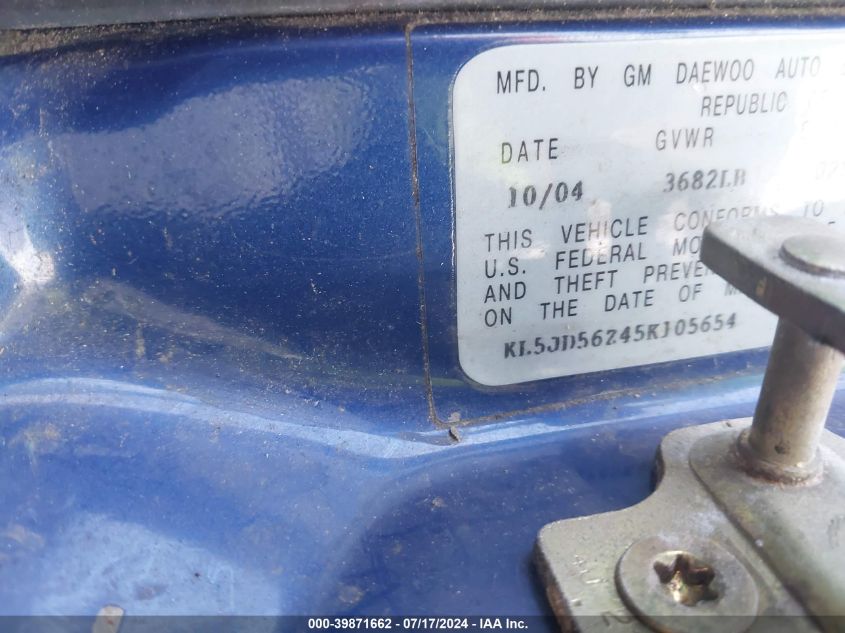 MFD. BY GM DAEWOO AUTO
REPUBLIC
DATE GVWR
10/04 3682LB
THIS VEHICLE CONFORMS TO
U.S. FEDERAL
AND THEFT
ON THE DATE OF
KL5JD56Z45K105654
000-39871662 / 07/17/2024 - IAA Inc.